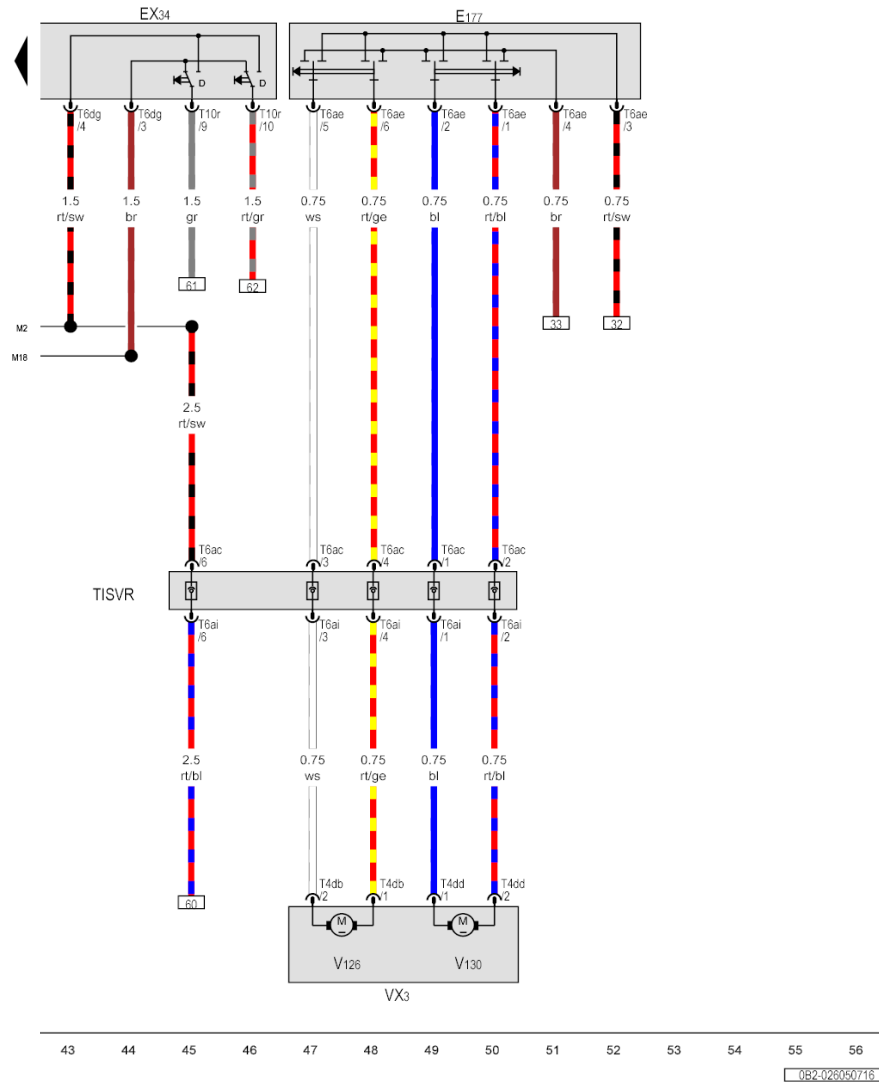 EX34 E177
D D
T6dg
/4 T6dg
/3 T10r
/9 T10r
/10 T6ae
/5 T6ae
/6 T6ae
/2 T6ae
/1 T6ae
/4 T6ae
/3
1.5 1.5 1.5 1.5 0.75 0.75 0.75 0.75 0.75 0.75
rt/sw br gr rt/gr ws rt/ge bl rt/bl br rt/sw
61 62
33 32
M2
M18
2.5
rt/sw
T6ac
/6 T6ac
/3 T6ac
/4 T6ac
/1 T6ac
/2
TISVR
T6ai
/6 T6ai
/3 T6ai
/4 T6ai
/1 T6ai
/2
2.5 0.75 0.75 0.75 0.75
rt/bl ws rt/ge bl rt/bl
60
T4db
/2 T4db
/1 T4dd
/1 T4dd
/2
M M
V126 V130
VX3
43 44 45 46 47 48 49 50 51 52 53 54 55 56
0B2-026050716